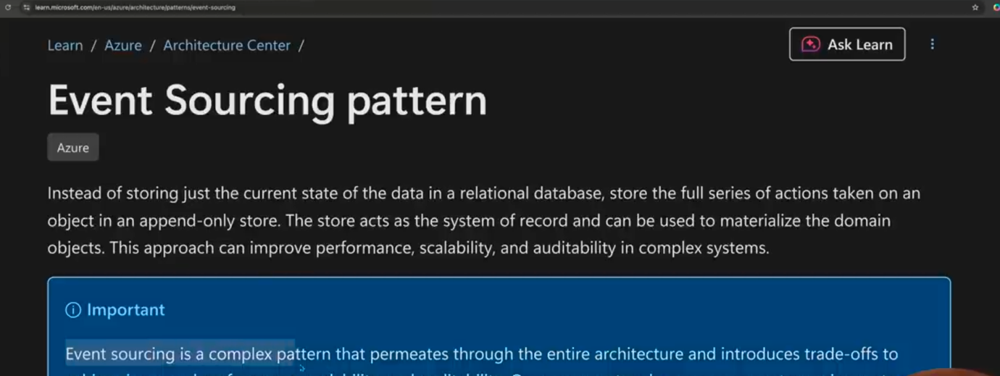 learn.microsoft.com/en-us/azure/architecture/patterns/event-sourcing
Learn / Azure / Architecture Center /
Ask Learn
Event Sourcing pattern
Azure
Instead of storing just the current state of the data in a relational database, store the full series of actions taken on an
object in an append-only store. The store acts as the system of record and can be used to materialize the domain
objects. This approach can improve performance, scalability, and auditability in complex systems.
Important
Event sourcing is a complex pattern that permeates through the entire architecture and introduces trade-offs to